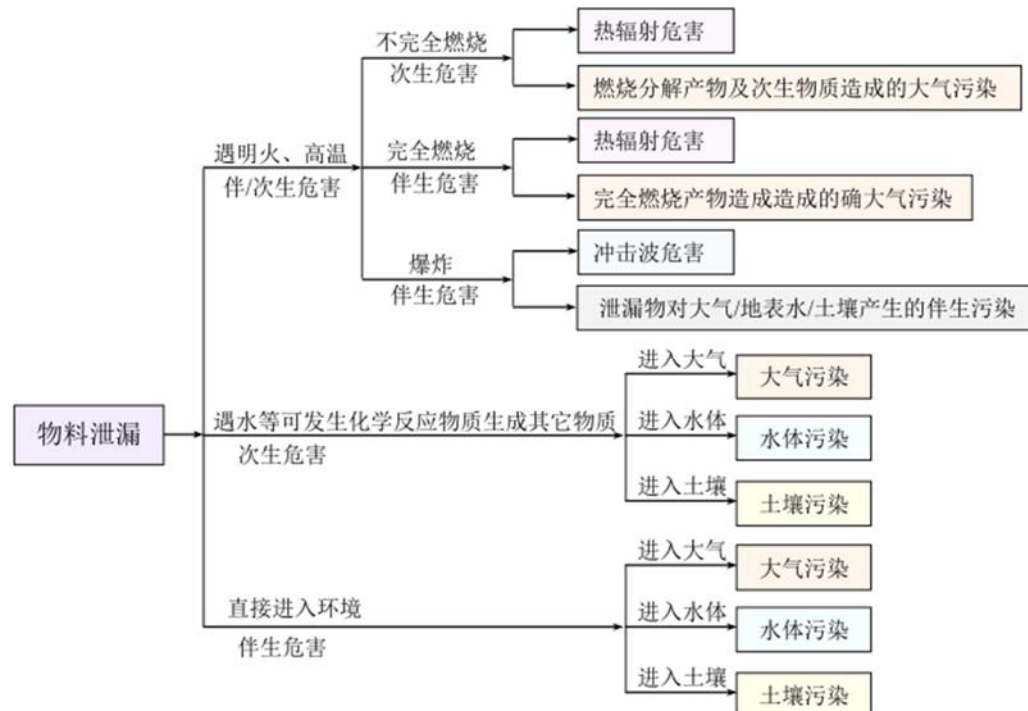 不完全燃烧
次生危害
热辐射危害
燃烧分解产物及次生物质造成的大气污染
遇明火、高温
伴/次生危害
完全燃烧
伴生危害
热辐射危害
完全燃烧产物造成造成的确大气污染
爆炸
伴生危害
冲击波危害
泄漏物对大气/地表水/土壤产生的伴生污染
物料泄漏
遇水等可发生化学反应物质生成其它物质
次生危害
进入大气
大气污染
进入水体
水体污染
进入土壤
土壤污染
直接进入环境
伴生危害
进入大气
大气污染
进入水体
水体污染
进入土壤
土壤污染